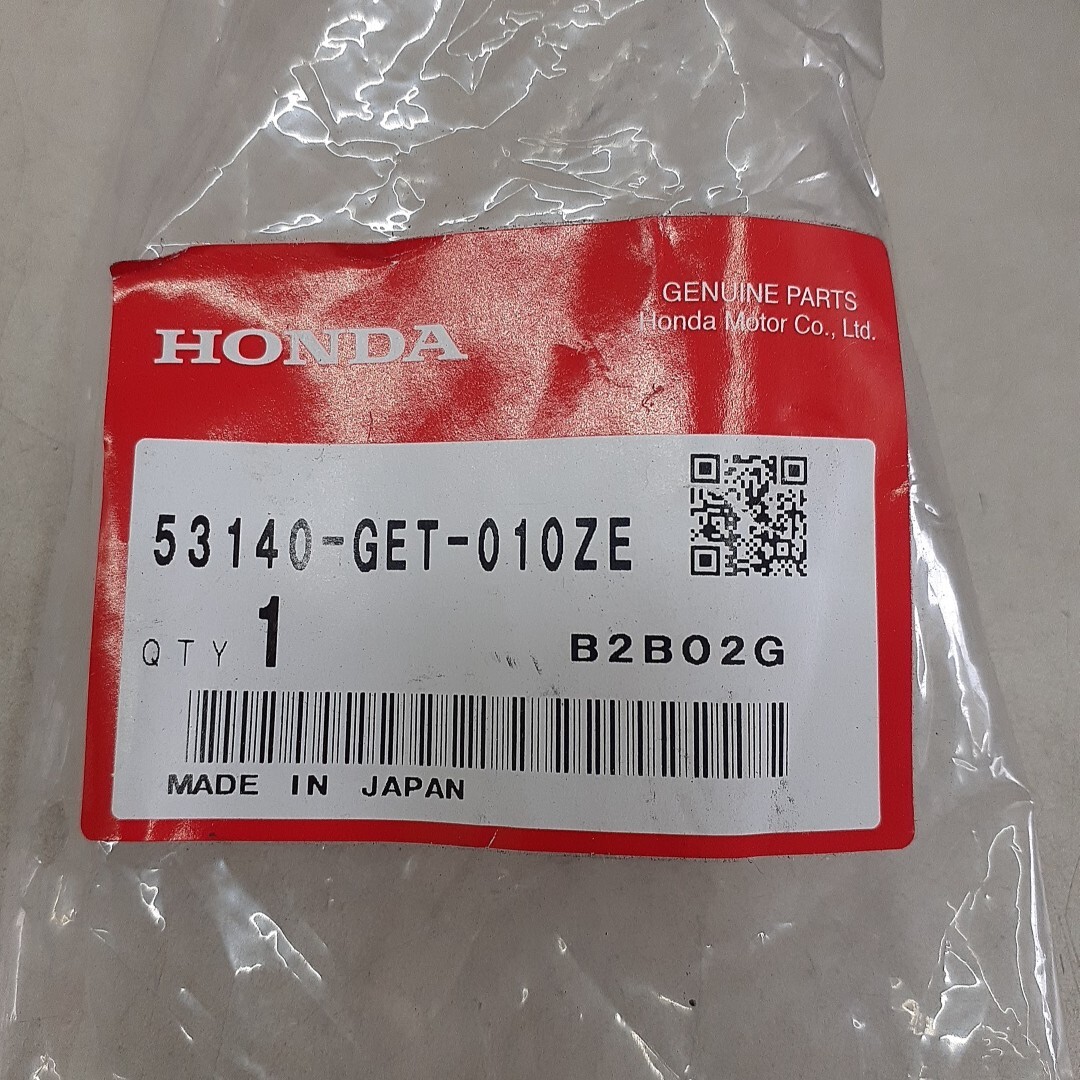 HONDA
GENUINE PARTS
Honda Motor Co., Ltd.
53140-GET-010ZE
QTY 1
B2B02G
MADE IN JAPAN